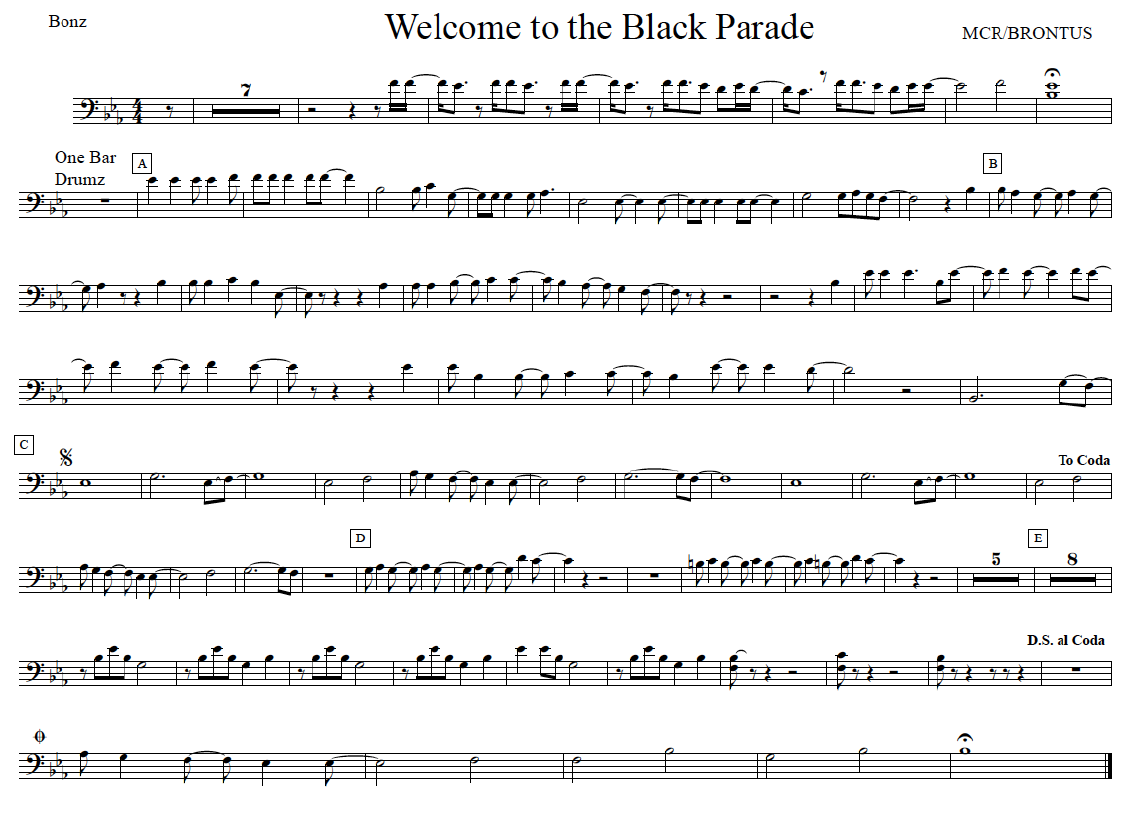 Bonz
Welcome to the Black Parade
MCR/BRONTUS
7
One Bar
Drumz
A
B
C
To Coda
D
E
5
8
D.S. al Coda